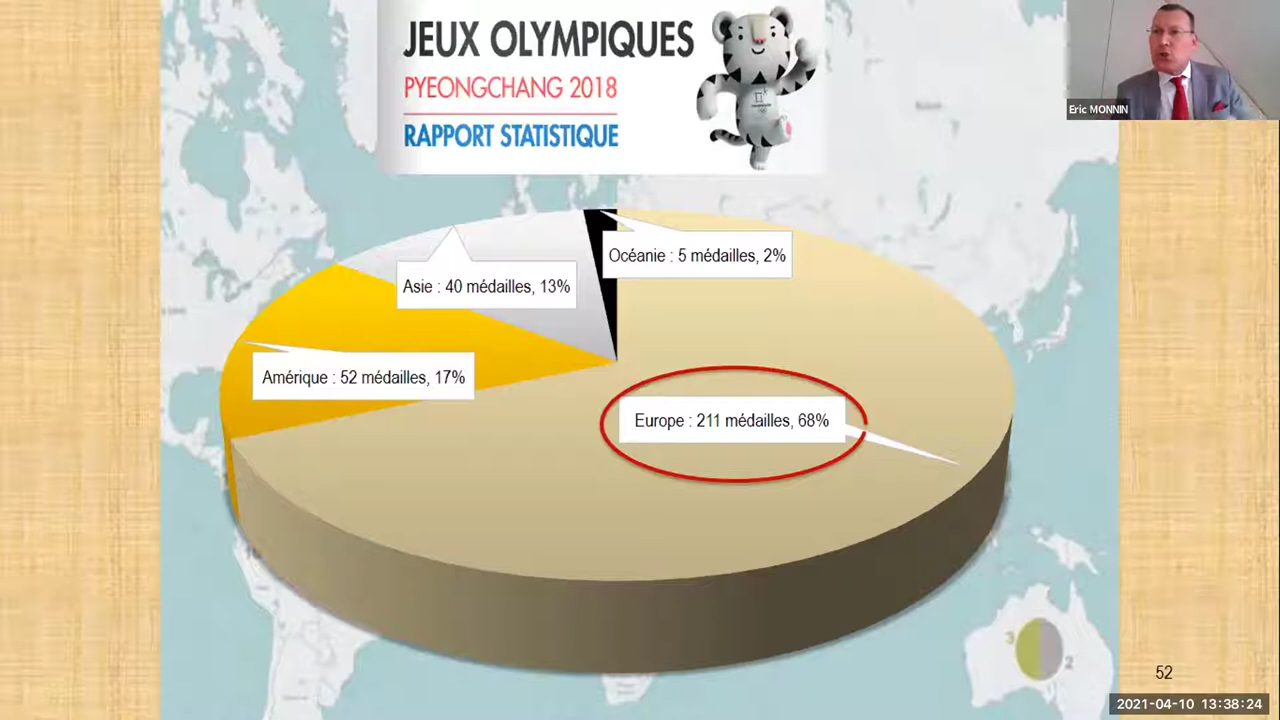 JEUX OLYMPIQUES
PYEONGCHANG 2018
RAPPORT STATISTIQUE
Eric MONNIN
Océanie : 5 médailles, 2%
Asie : 40 médailles, 13%
Amérique : 52 médailles, 17%
Europe : 211 médailles, 68%
3
2
52
2021-04-10 13:38:24